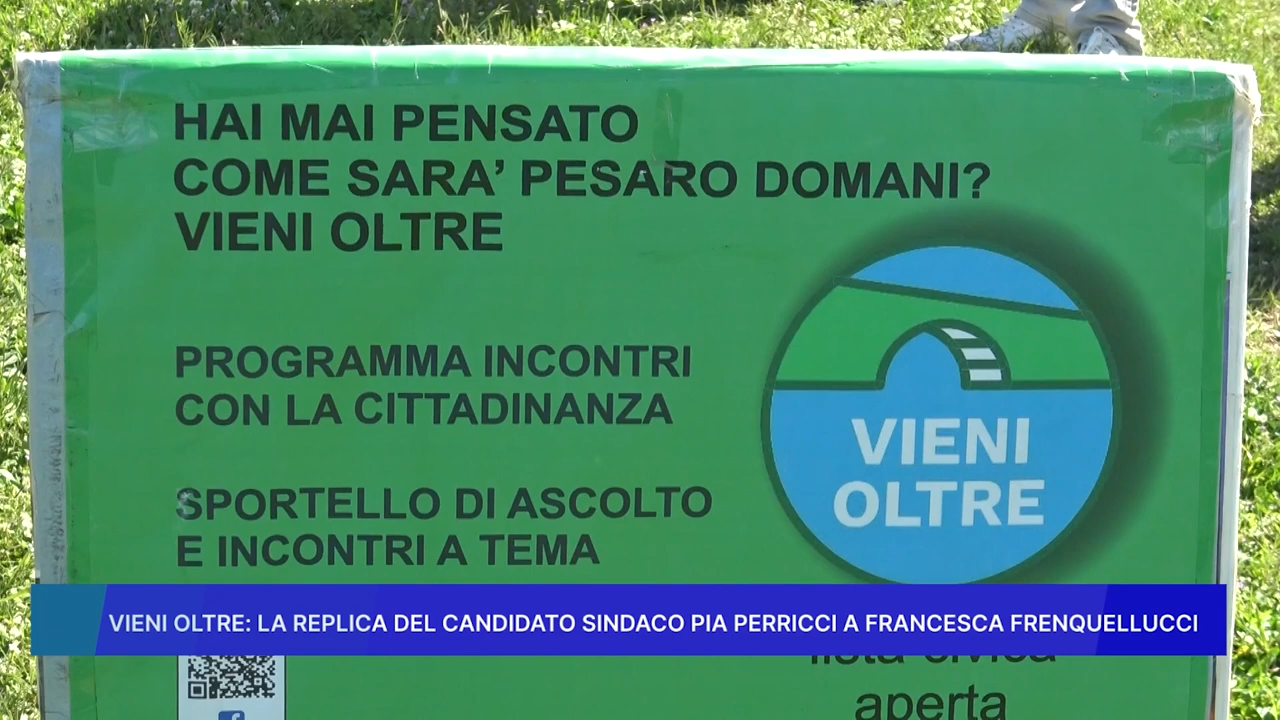 HAI MAI PENSATO
COME SARA’ PESARO DOMANI?
VIENI OLTRE
PROGRAMMA INCONTRI
CON LA CITTADINANZA
SPORTELLO DI ASCOLTO
E INCONTRI A TEMA
VIENI
OLTRE
VIENI OLTRE: LA REPLICA DEL CANDIDATO SINDACO PIA PERRICCI A FRANCESCA FRENQUELLUCCI
lista civica
aperta